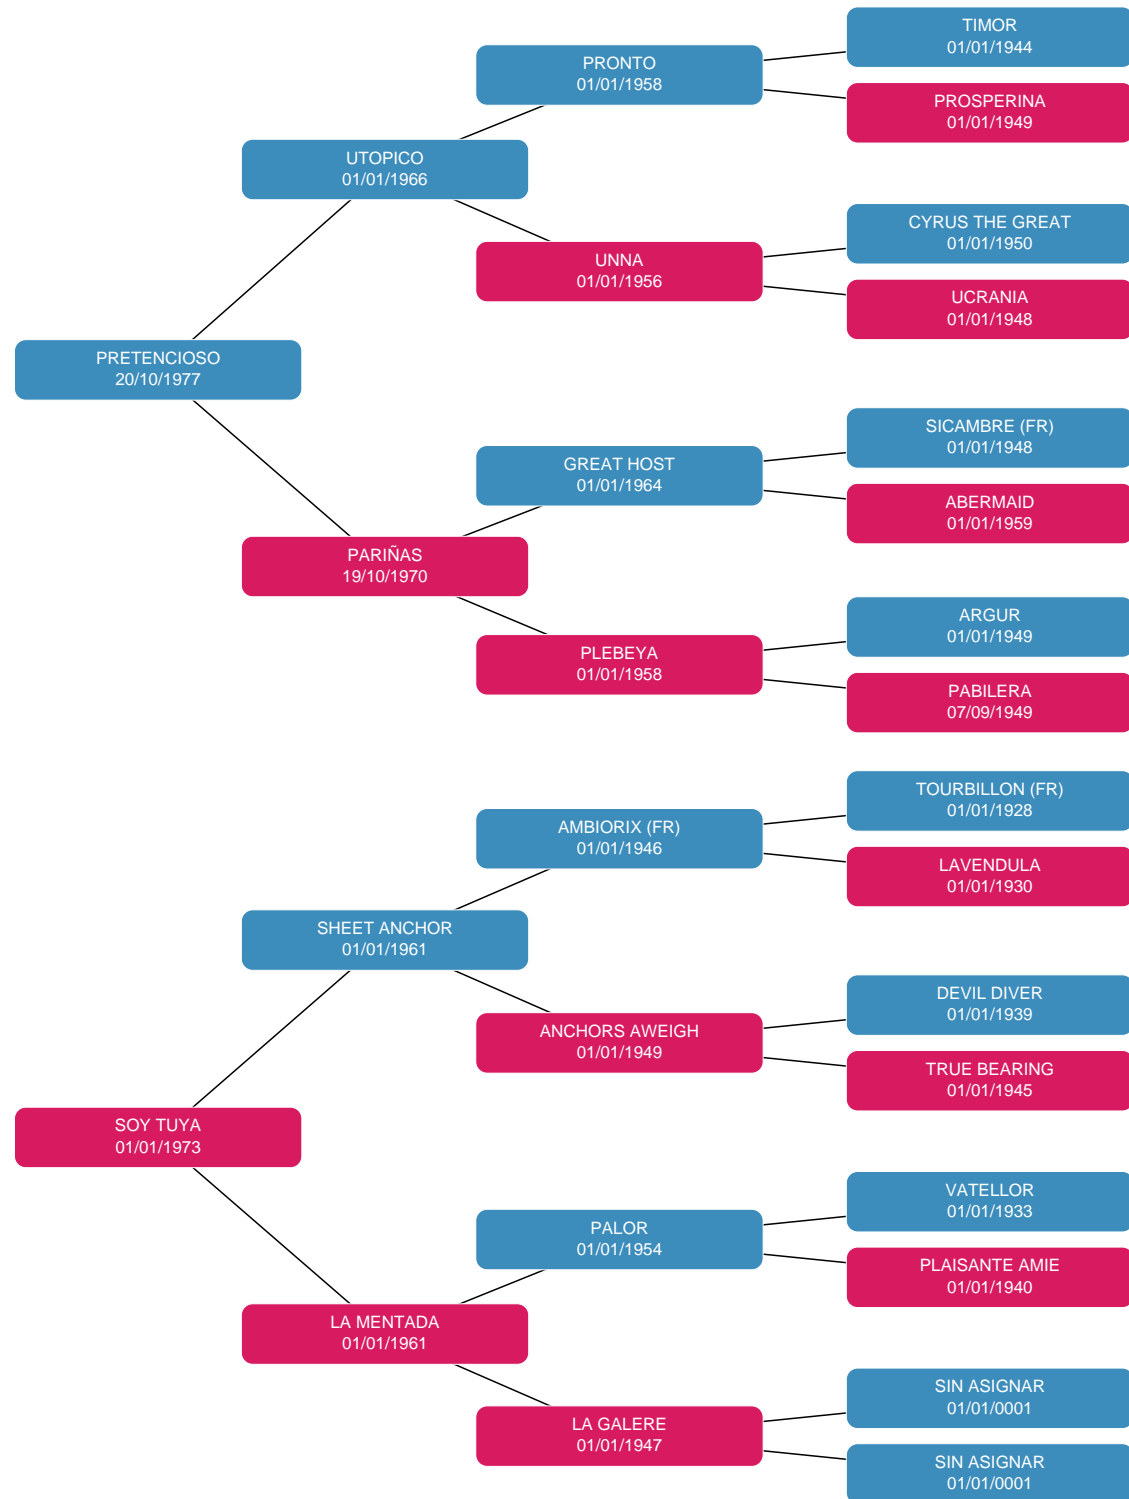 TIMOR
01/01/1944
PRONTO
01/01/1958
PROSPERINA
01/01/1949
UTOPICO
01/01/1966
CYRUS THE GREAT
01/01/1950
UNNA
01/01/1956
UCRANIA
01/01/1948
PRETENCIOSO
20/10/1977
SICAMBRE (FR)
01/01/1948
GREAT HOST
01/01/1964
ABERMAID
01/01/1959
PARIÑAS
19/10/1970
ARGUR
01/01/1949
PLEBEYA
01/01/1958
PABILERA
07/09/1949
TOURBILLON (FR)
01/01/1928
AMBIORIX (FR)
01/01/1946
LAVENDULA
01/01/1930
SHEET ANCHOR
01/01/1961
DEVIL DIVER
01/01/1939
ANCHORS AWEIGH
01/01/1949
TRUE BEARING
01/01/1945
SOY TUYA
01/01/1973
VATELLOR
01/01/1933
PALOR
01/01/1954
PLAISANTE AMIE
01/01/1940
LA MENTADA
01/01/1961
SIN ASIGNAR
01/01/0001
LA GALERE
01/01/1947
SIN ASIGNAR
01/01/0001